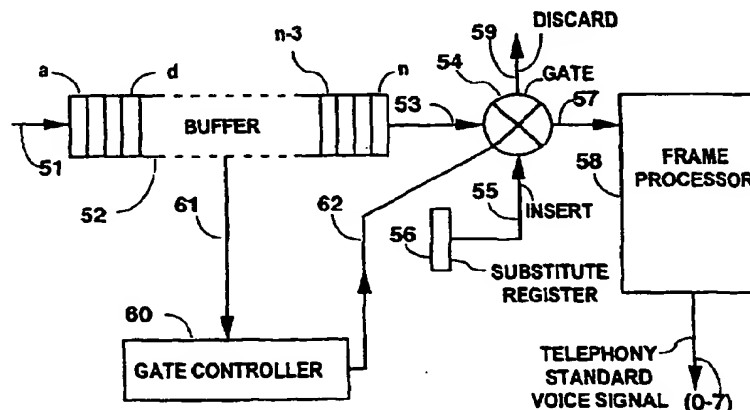 DISCARD
59
n-3
54
GATE
a
d
n
57
53
BUFFER
FRAME
PROCESSOR
58
51
52
61
62
55
INSERT
56
SUBSTITUTE
REGISTER
60
GATE CONTROLLER
TELEPHONY
STANDARD
VOICE SIGNAL
(0-7)